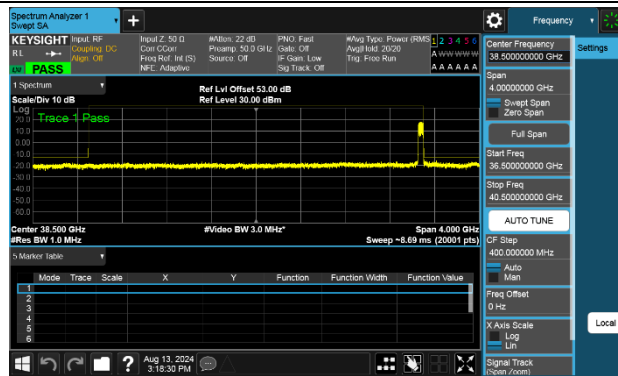 Spectrum Analyzer 1
Swept SA
Frequency
KEYSIGHT Input: RF
RL
Coupling: DC
Align: Off
Input Z: 50 Ω
Corr CCorr
Freq Ref: Int (S)
NFE: Adaptive
#Atten: 22 dB
Preamp: 50.0 GHz
Source: Off
PNO: Fast
Gate: Off
IF Gain: Low
Sig Track: Off
#Avg Type: Power (RMS
Avg|Hold: 20/20
Trig: Free Run
1 2 3 4 5 6
A W W W W W
A A A A A A
PASS
1 Spectrum
Scale/Div 10 dB
Ref Lvl Offset 53.00 dB
Ref Level 30.00 dBm
Log
Trace 1 Pass
20.0
10.0
0.00
-10.0
-20.0
-30.0
-40.0
-50.0
-60.0
Center 38.500 GHz
#Res BW 1.0 MHz
#Video BW 3.0 MHz*
Span 4.000 GHz
Sweep ~8.69 ms (20001 pts)
5 Marker Table
Mode Trace Scale X Y Function Function Width Function Value
1
2
3
4
5
6
Aug 13, 2024
3:18:30 PM
Center Frequency
38.500000000 GHz
Settings
Span
4.00000000 GHz
Swept Span
Zero Span
Full Span
Start Freq
36.500000000 GHz
Stop Freq
40.500000000 GHz
AUTO TUNE
CF Step
400.000000 MHz
Auto
Man
Freq Offset
0 Hz
X Axis Scale
Log
Lin
Local
Signal Track
(Span Zoom)